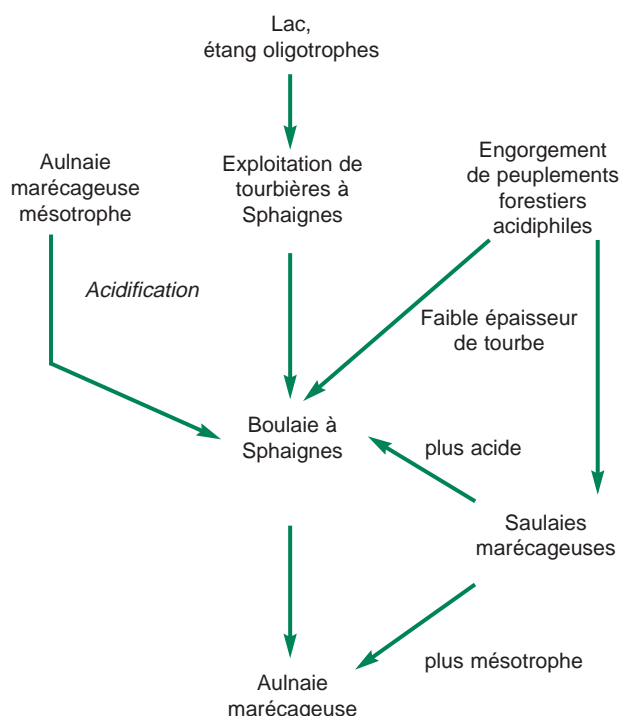 Lac,
étang oligotrophes
Aulnaie
marécageuse
mésotrophe
Exploitation de
tourbières à
Sphaignes
Engorgement
de peuplements
forestiers
acidiphiles
Acidification
Faible épaisseur
de tourbe
Boulaie à
Sphaignes
plus acide
Saulaies
marécageuses
plus mésotrophe
Aulnaie
marécageuse